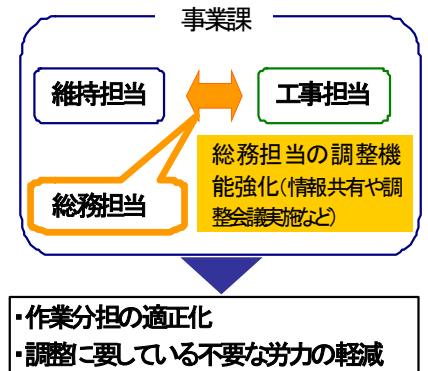 事業課
維持担当
工事担当
総務担当の調整機
能強化(情報共有や調
整会議実施など)
総務担当
・作業分担の適正化
・調整に要している不要な労力の軽減